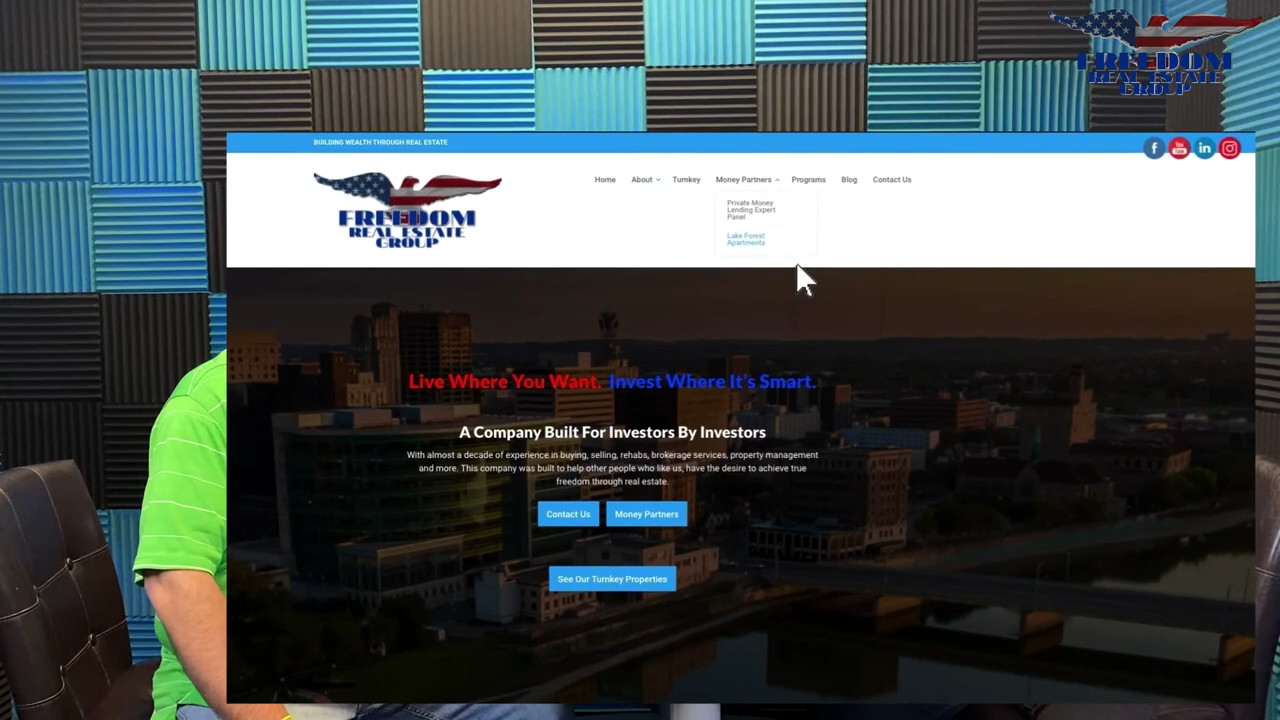 FREEDOM
REAL ESTATE
GROUP
BUILDING WEALTH THROUGH REAL ESTATE
f
You
Tube
in
FREEDOM
REAL ESTATE
GROUP
Home About Turnkey Money Partners Programs Blog Contact Us
Private Money
Lending Expert
Panel
Lake Forest
Apartments
Live Where You Want. Invest Where It's Smart.
A Company Built For Investors By Investors
With almost a decade of experience in buying, selling, rehabs, brokerage services, property management
and more. This company was built to help other people who like us, have the desire to achieve true
freedom through real estate.
Contact Us Money Partners
See Our Turnkey Properties